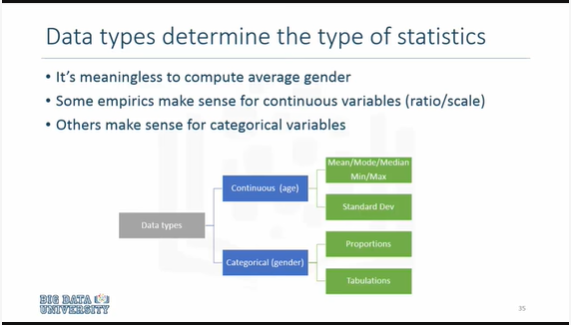 Data types determine the type of statistics
• It's meaningless to compute average gender
• Some empirics make sense for continuous variables (ratio/scale)
• Others make sense for categorical variables
Mean/Mode/Median
Min/Max
Continuous (age)
Standard Dev
Data types
Proportions
Categorical (gender)
Tabulations
BIG DATA
UNIVERSITY
35